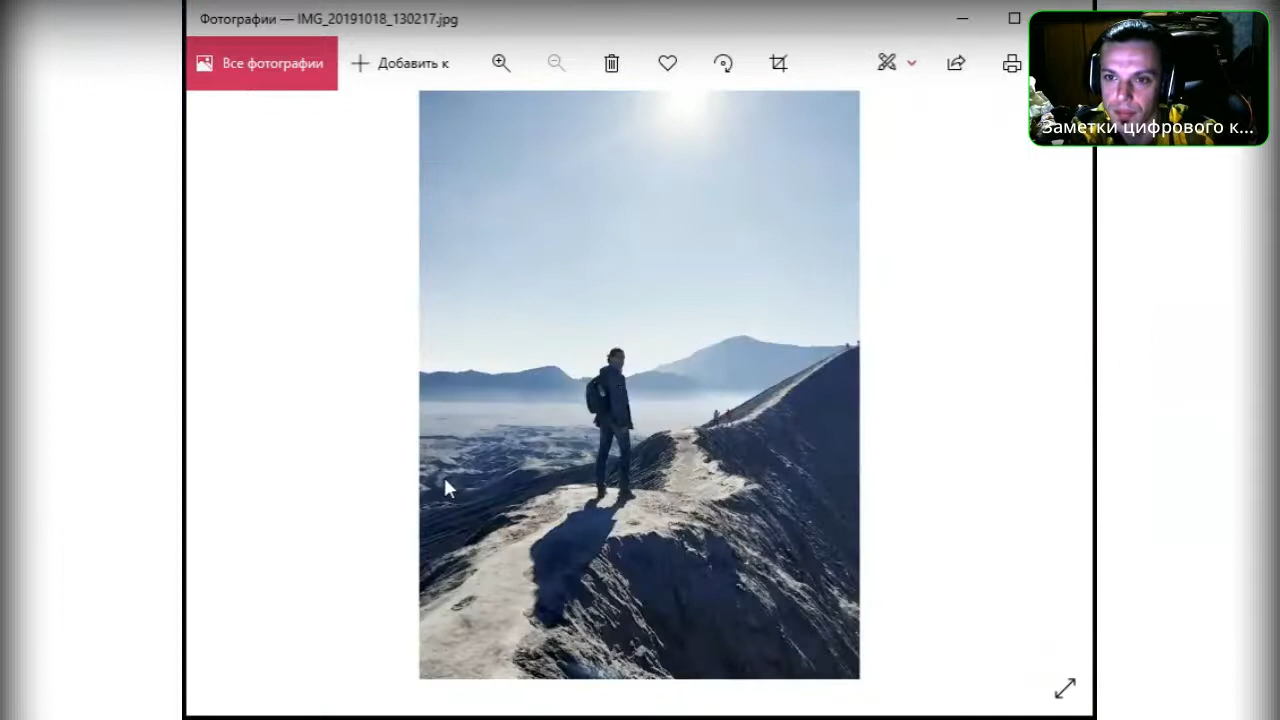 Фотографии — IMG_20191018_130217.jpg
Все фотографии
Добавить к
Заметки цифрового к...